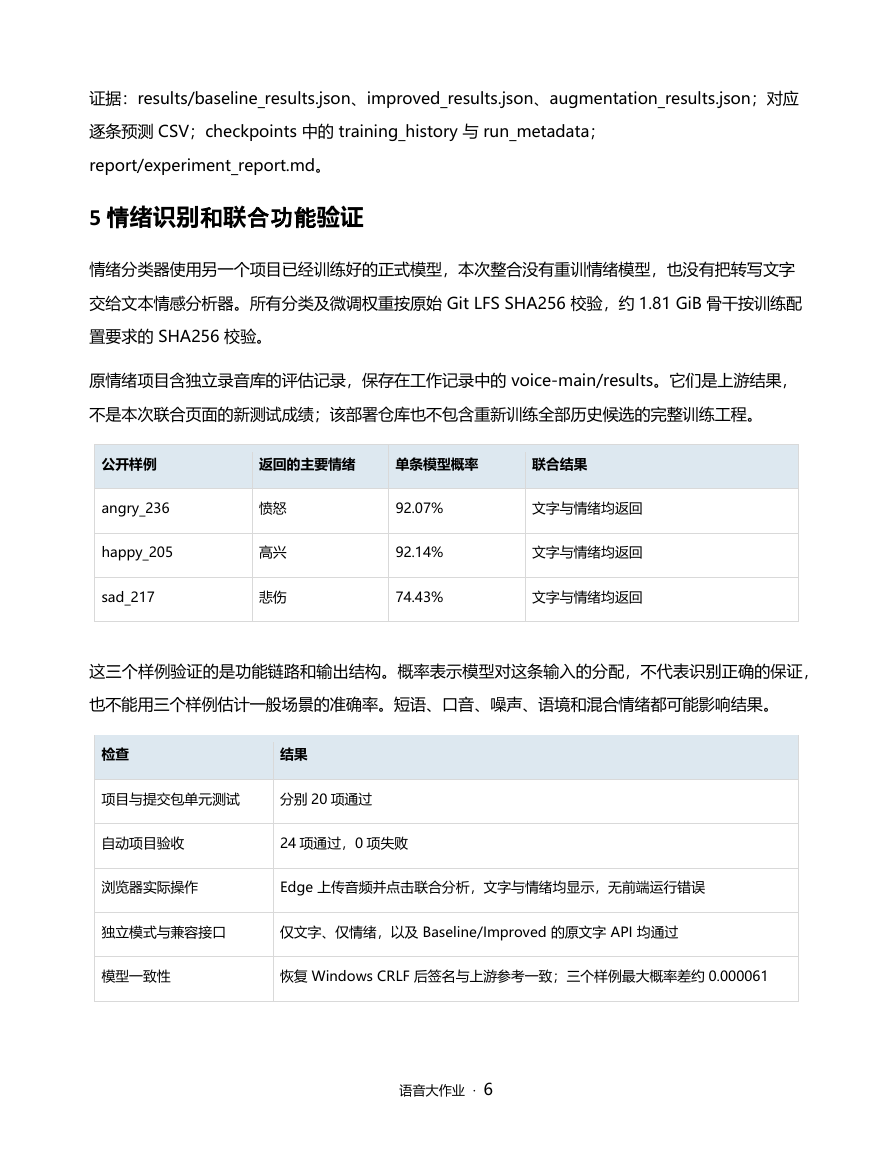 证据：results/baseline_results.json、improved_results.json、augmentation_results.json；对应
逐条预测 CSV；checkpoints 中的 training_history 与 run_metadata；
report/experiment_report.md。
5 情绪识别和联合功能验证
情绪分类器使用另一个项目已经训练好的正式模型，本次整合没有重训情绪模型，也没有把转写文字
交给文本情感分析器。所有分类及微调权重按原始 Git LFS SHA256 校验，约 1.81 GiB 骨干按训练配
置要求的 SHA256 校验。
原情绪项目含独立录音库的评估记录，保存在工作记录中的 voice-main/results。它们是上游结果，
不是本次联合页面的新测试成绩；该部署仓库也不包含重新训练全部历史候选的完整训练工程。
公开样例 返回的主要情绪 单条模型概率 联合结果
angry_236 愤怒 92.07% 文字与情绪均返回
happy_205 高兴 92.14% 文字与情绪均返回
sad_217 悲伤 74.43% 文字与情绪均返回
这三个样例验证的是功能链路和输出结构。概率表示模型对这条输入的分配，不代表识别正确的保证，
也不能用三个样例估计一般场景的准确率。短语、口音、噪声、语境和混合情绪都可能影响结果。
检查 结果
项目与提交包单元测试 分别 20 项通过
自动项目验收 24 项通过，0 项失败
浏览器实际操作 Edge 上传音频并点击联合分析，文字与情绪均显示，无前端运行错误
独立模式与兼容接口 仅文字、仅情绪，以及 Baseline/Improved 的原文字 API 均通过
模型一致性 恢复 Windows CRLF 后签名与上游参考一致；三个样例最大概率差约 0.000061
语音大作业 · 6